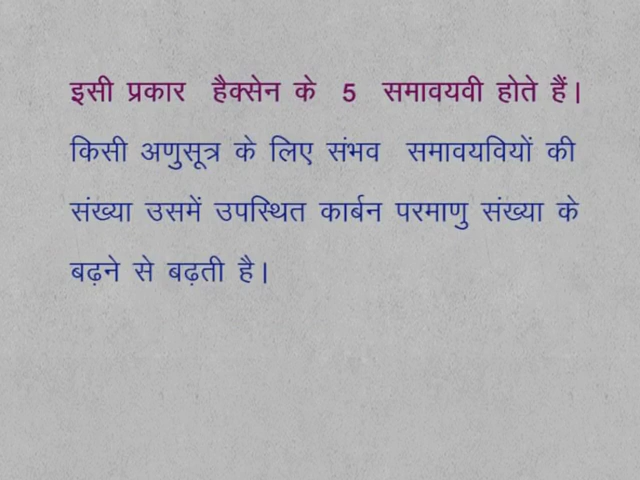 इसी प्रकार हैक्सेन के 5 समावयवी होते हैं।
किसी अणुसूत्र के लिए संभव समावयवियों की
संख्या उसमें उपस्थित कार्बन परमाणु संख्या के
बढ़ने से बढ़ती है।